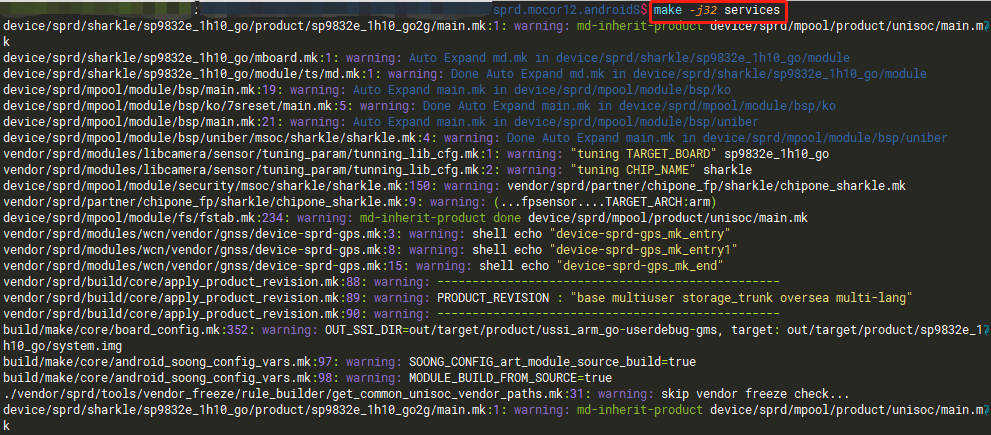 : sprd.mocor12.androidS$ make -j32 services
device/sprd/sharkle/sp9832e_1h10_go/product/sp9832e_1h10_go2g/main.mk:1: warning: md-inherit-product device/sprd/mpool/product/unisoc/main.m
k
device/sprd/sharkle/sp9832e_1h10_go/mboard.mk:1: warning: Auto Expand md.mk in device/sprd/sharkle/sp9832e_1h10_go/module
device/sprd/sharkle/sp9832e_1h10_go/module/ts/md.mk:1: warning: Done Auto Expand md.mk in device/sprd/sharkle/sp9832e_1h10_go/module
device/sprd/mpool/module/bsp/main.mk:19: warning: Auto Expand main.mk in device/sprd/mpool/module/bsp/ko
device/sprd/mpool/module/bsp/ko/7sreset/main.mk:5: warning: Done Auto Expand main.mk in device/sprd/mpool/module/bsp/ko
device/sprd/mpool/module/bsp/main.mk:21: warning: Auto Expand main.mk in device/sprd/mpool/module/bsp/uniber
device/sprd/mpool/module/bsp/uniber/msoc/sharkle/sharkle.mk:4: warning: Done Auto Expand main.mk in device/sprd/mpool/module/bsp/uniber
vendor/sprd/modules/libcamera/sensor/tuning_param/tunning_lib_cfg.mk:1: warning: "tuning TARGET_BOARD" sp9832e_1h10_go
vendor/sprd/modules/libcamera/sensor/tuning_param/tunning_lib_cfg.mk:2: warning: "tuning CHIP_NAME" sharkle
device/sprd/mpool/module/security/msoc/sharkle/sharkle.mk:150: warning: vendor/sprd/partner/chipone_fp/sharkle/chipone_sharkle.mk
vendor/sprd/partner/chipone_fp/sharkle/chipone_sharkle.mk:9: warning: (...fpsensor....TARGET_ARCH:arm)
device/sprd/mpool/module/fs/fstab.mk:234: warning: md-inherit-product done device/sprd/mpool/product/unisoc/main.mk
vendor/sprd/modules/wcn/vendor/gnss/device-sprd-gps.mk:3: warning: shell echo "device-sprd-gps_mk_entry"
vendor/sprd/modules/wcn/vendor/gnss/device-sprd-gps.mk:8: warning: shell echo "device-sprd-gps_mk_entry1"
vendor/sprd/modules/wcn/vendor/gnss/device-sprd-gps.mk:15: warning: shell echo "device-sprd-gps_mk_end"
vendor/sprd/build/core/apply_product_revision.mk:88: warning: -------------------------------------------------
vendor/sprd/build/core/apply_product_revision.mk:89: warning: PRODUCT_REVISION : "base multiuser storage_trunk oversea multi-lang"
vendor/sprd/build/core/apply_product_revision.mk:90: warning: -------------------------------------------------
build/make/core/board_config.mk:352: warning: OUT_SSI_DIR=out/target/product/ussi_arm_go-userdebug-gms, target: out/target/product/sp9832e_1
h10_go/system.img
build/make/core/android_soong_config_vars.mk:97: warning: SOONG_CONFIG_art_module_source_build=true
build/make/core/android_soong_config_vars.mk:98: warning: MODULE_BUILD_FROM_SOURCE=true
./vendor/sprd/tools/vendor_freeze/rule_builder/get_common_unisoc_vendor_paths.mk:31: warning: skip vendor freeze check...
device/sprd/sharkle/sp9832e_1h10_go/product/sp9832e_1h10_go2g/main.mk:1: warning: md-inherit-product device/sprd/mpool/product/unisoc/main.m
k